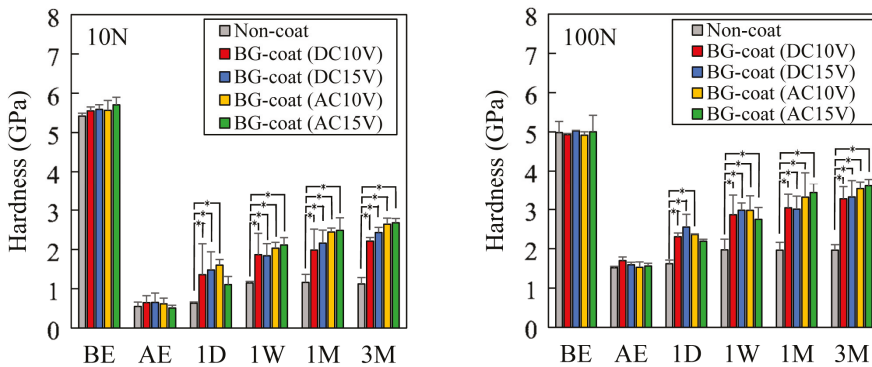 10N
Hardness (GPa)
8
7
6
5
4
3
2
1
0
Non-coat
BG-coat (DC10V)
BG-coat (DC15V)
BG-coat (AC10V)
BG-coat (AC15V)
* * *
* * * *
* * * *
* * * *
BE AE 1D 1W 1M 3M
100N
Hardness (GPa)
8
7
6
5
4
3
2
1
0
Non-coat
BG-coat (DC10V)
BG-coat (DC15V)
BG-coat (AC10V)
BG-coat (AC15V)
* * * *
* * * *
* * * *
* * * *
BE AE 1D 1W 1M 3M